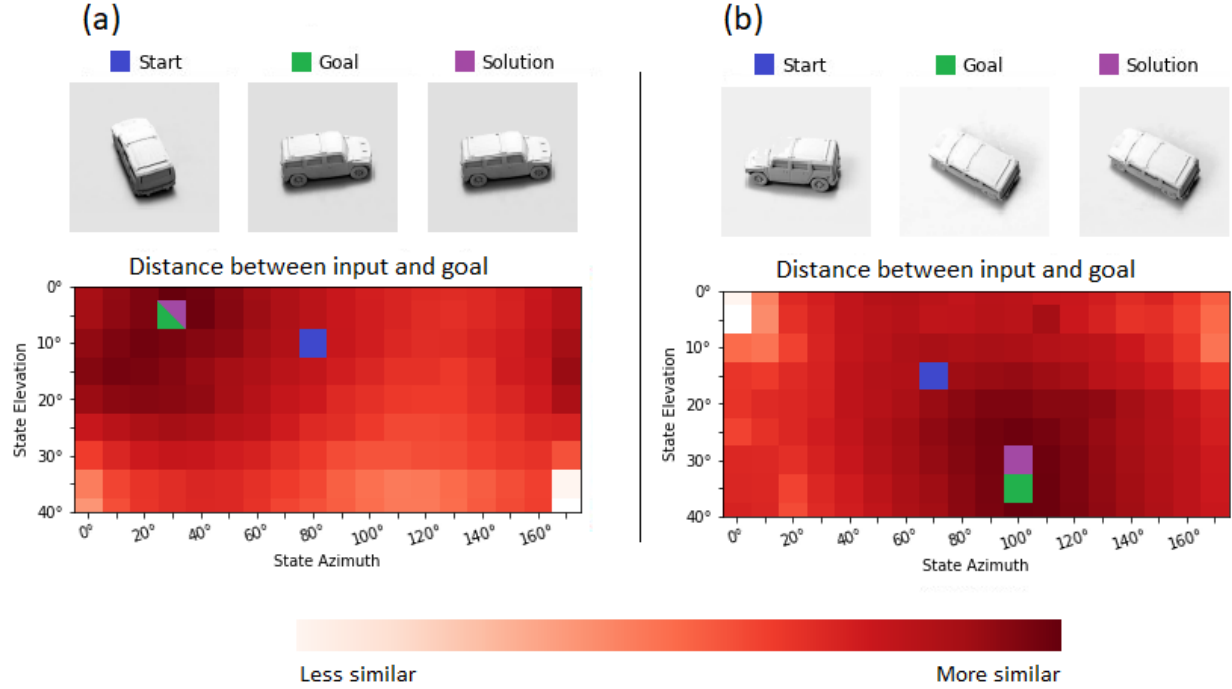 (a)
Start
Goal
Solution
Distance between input and goal
0°
10°
20°
30°
40°
State Elevation
0°
20°
40°
60°
80°
100°
120°
140°
160°
State Azimuth
(b)
Start
Goal
Solution
Distance between input and goal
0°
10°
20°
30°
40°
State Elevation
0°
20°
40°
60°
80°
100°
120°
140°
160°
State Azimuth
Less similar
More similar